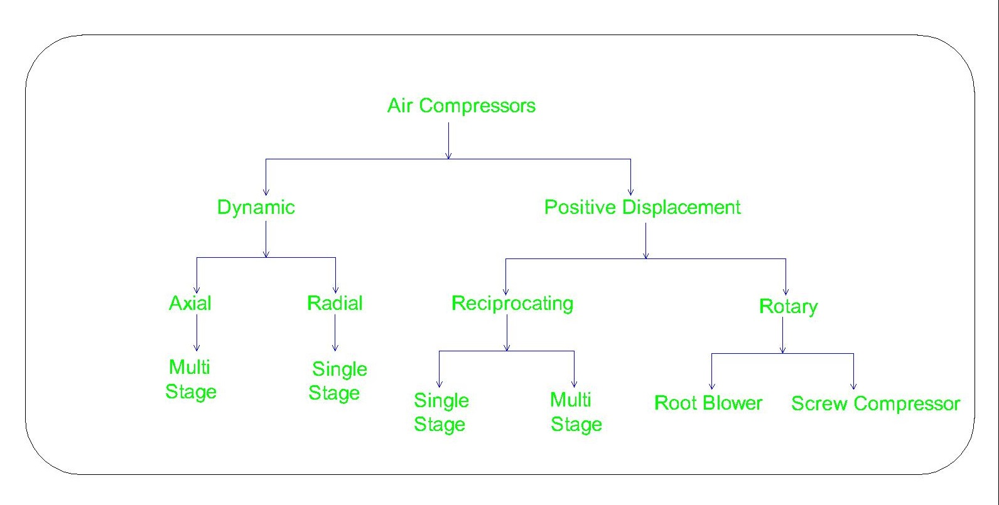 Air Compressors
Dynamic
Positive Displacement
Axial
Radial
Reciprocating
Rotary
Multi
Stage
Single
Stage
Single
Stage
Multi
Stage
Root Blower
Screw Compressor